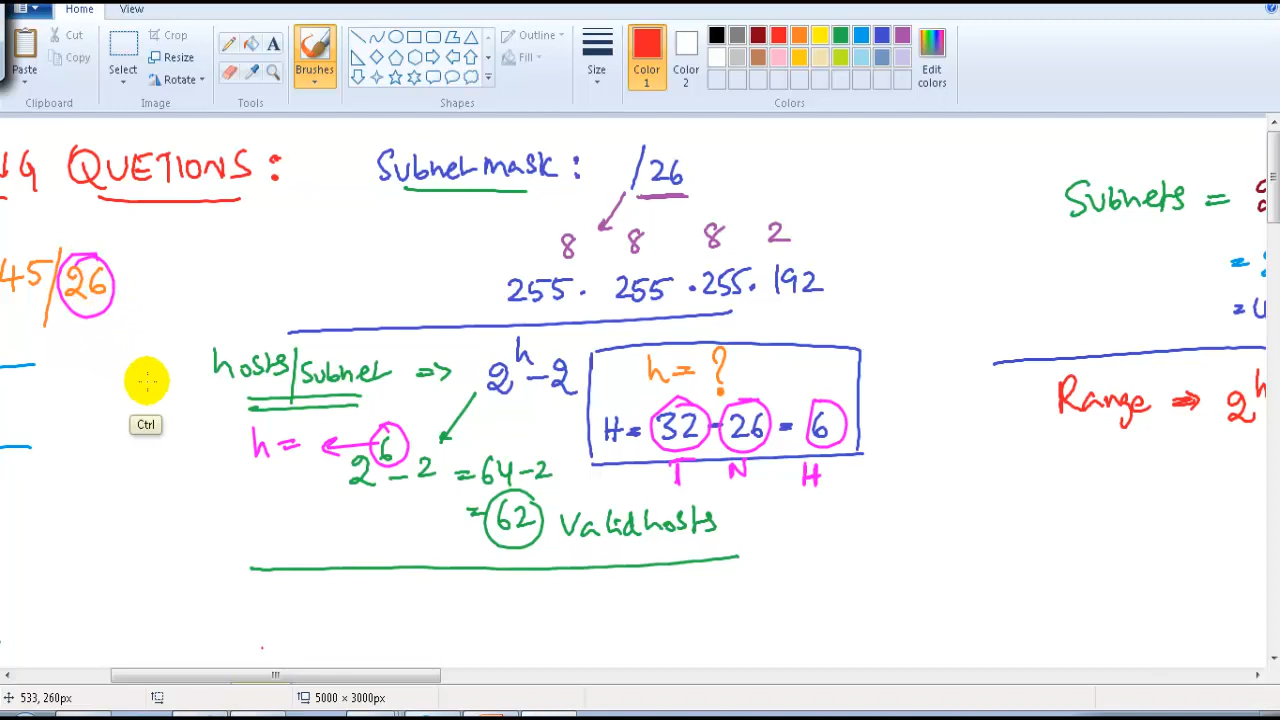 Home View
Cut
Copy
Paste
Clipboard
Select
Crop
Resize
Rotate
Image
A
Tools
Brushes
Outline
Fill
Shapes
Size
Color 1
Color 2
Edit colors
Colors
QUETIONS :
45/26
Subnet mask : /26
8 8 8 2
255 . 255 . 255 . 192
hosts/subnet => 2^h - 2
h = 6
2^6 - 2 = 64 - 2
= 62 validhosts
h = ?
H = 32 - 26 = 6
T N H
Subnets =
Range => 2^h
Ctrl
533, 260px
5000 × 3000px